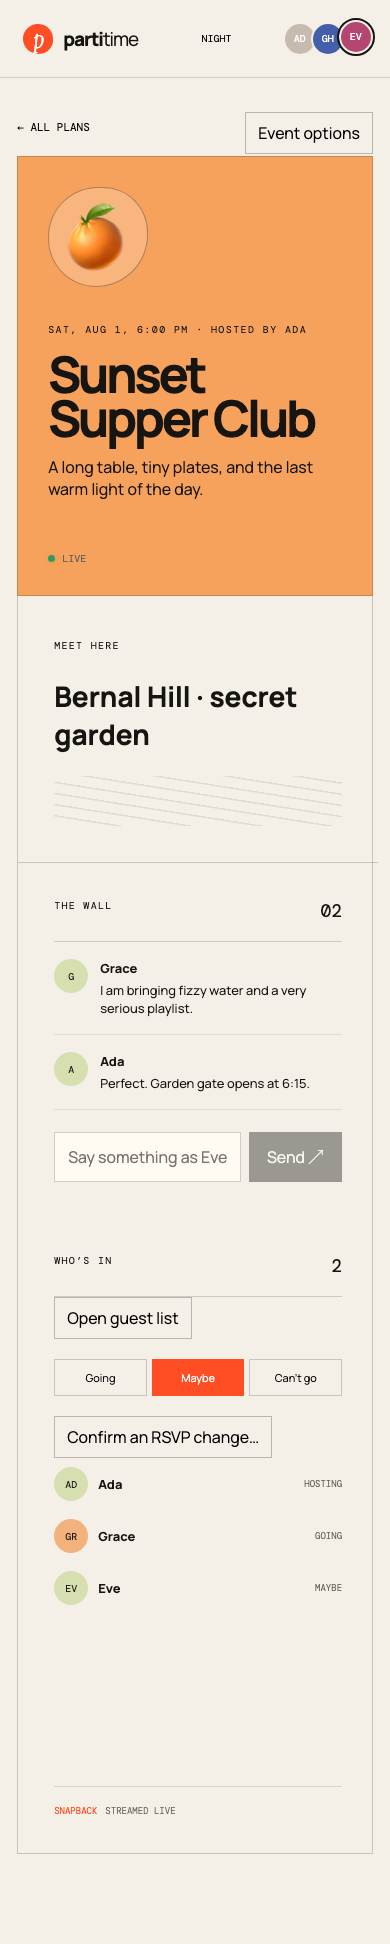 p partitime
NIGHT
AD
GH
EV
← ALL PLANS
Event options
SAT, AUG 1, 6:00 PM · HOSTED BY ADA
Sunset
Supper Club
A long table, tiny plates, and the last
warm light of the day.
LIVE
MEET HERE
Bernal Hill · secret
garden
THE WALL
02
G
Grace
I am bringing fizzy water and a very
serious playlist.
A
Ada
Perfect. Garden gate opens at 6:15.
Say something as Eve
Send ↗
WHO'S IN
2
Open guest list
Going
Maybe
Can't go
Confirm an RSVP change…
AD
Ada
HOSTING
GR
Grace
GOING
EV
Eve
MAYBE
SNAPBACK STREAMED LIVE